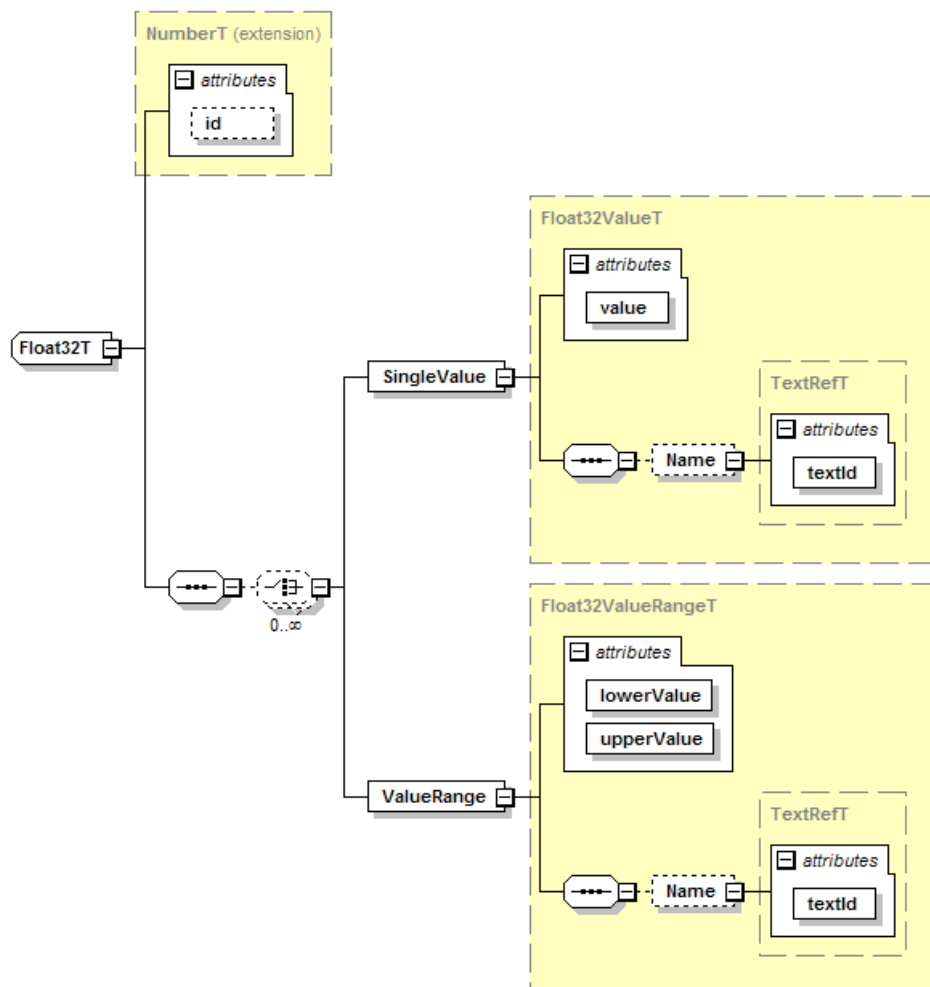 NumberT (extension)
attributes
id
Float32T
Float32ValueT
attributes
value
SingleValue
TextRefT
attributes
Name
textId
0..∞
Float32ValueRangeT
attributes
lowerValue
upperValue
ValueRange
TextRefT
attributes
Name
textId